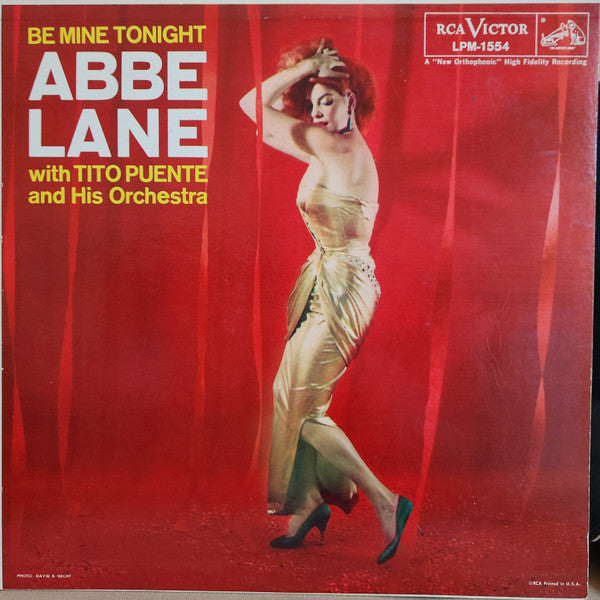 BE MINE TONIGHT
ABBE
LANE
with TITO PUENTE
and His Orchestra
RCA VICTOR
LPM-1554
A "New Orthophonic" High Fidelity Recording
PHOTO: DAVID B. HECHT
©RCA Printed in U.S.A.